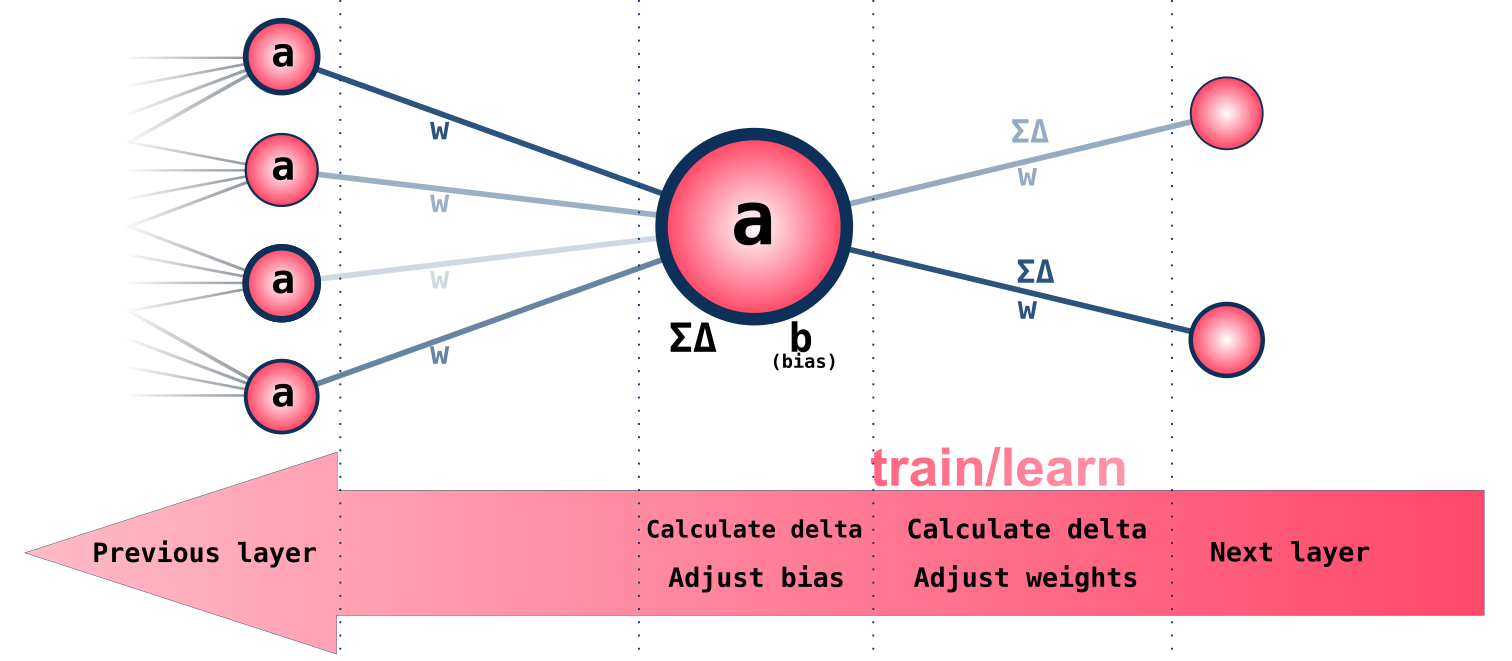 a
a
a
a
w
w
w
w
a
ΣΔ
b
(bias)
ΣΔ
w
ΣΔ
w
train/learn
Previous layer
Calculate delta
Adjust bias
Calculate delta
Adjust weights
Next layer